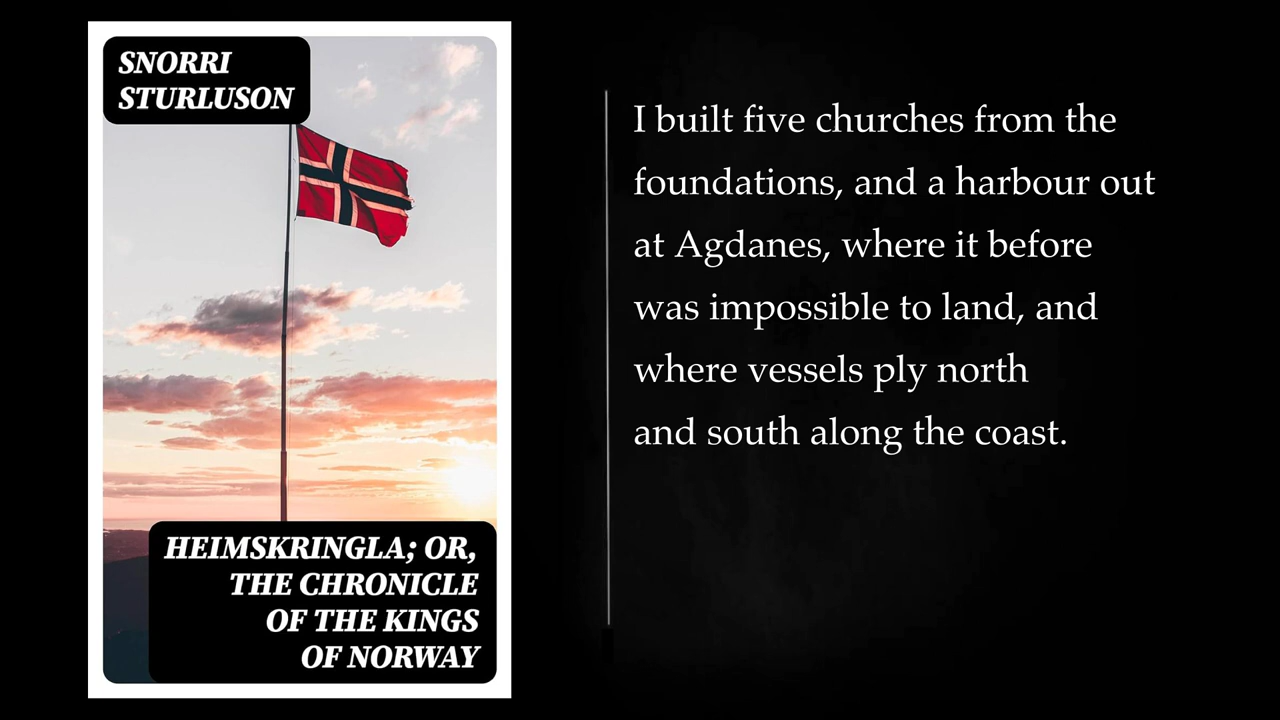 SNORRI
STURLUSON
HEIMSKRINGLA; OR,
THE CHRONICLE
OF THE KINGS
OF NORWAY
I built five churches from the
foundations, and a harbour out
at Agdanes, where it before
was impossible to land, and
where vessels ply north
and south along the coast.